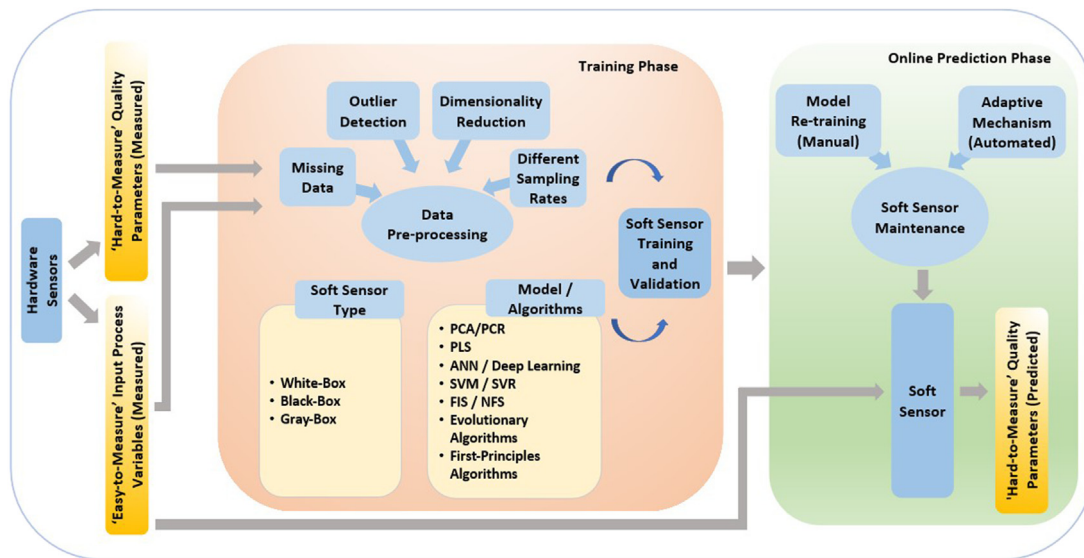 Hardware
Sensors
‘Hard-to-Measure’ Quality
Parameters (Measured)
‘Easy-to-Measure’ Input Process
Variables (Measured)
Training Phase
Outlier
Detection
Dimensionality
Reduction
Missing
Data
Different
Sampling
Rates
Data
Pre-processing
Soft Sensor
Training
and
Validation
Soft Sensor
Type
• White-Box
• Black-Box
• Gray-Box
Model /
Algorithms
• PCA/PCR
• PLS
• ANN / Deep Learning
• SVM / SVR
• FIS / NFS
• Evolutionary
Algorithms
• First-Principles
Algorithms
Online Prediction Phase
Model
Re-training
(Manual)
Adaptive
Mechanism
(Automated)
Soft Sensor
Maintenance
Soft
Sensor
'Hard-to-Measure’ Quality
Parameters (Predicted)